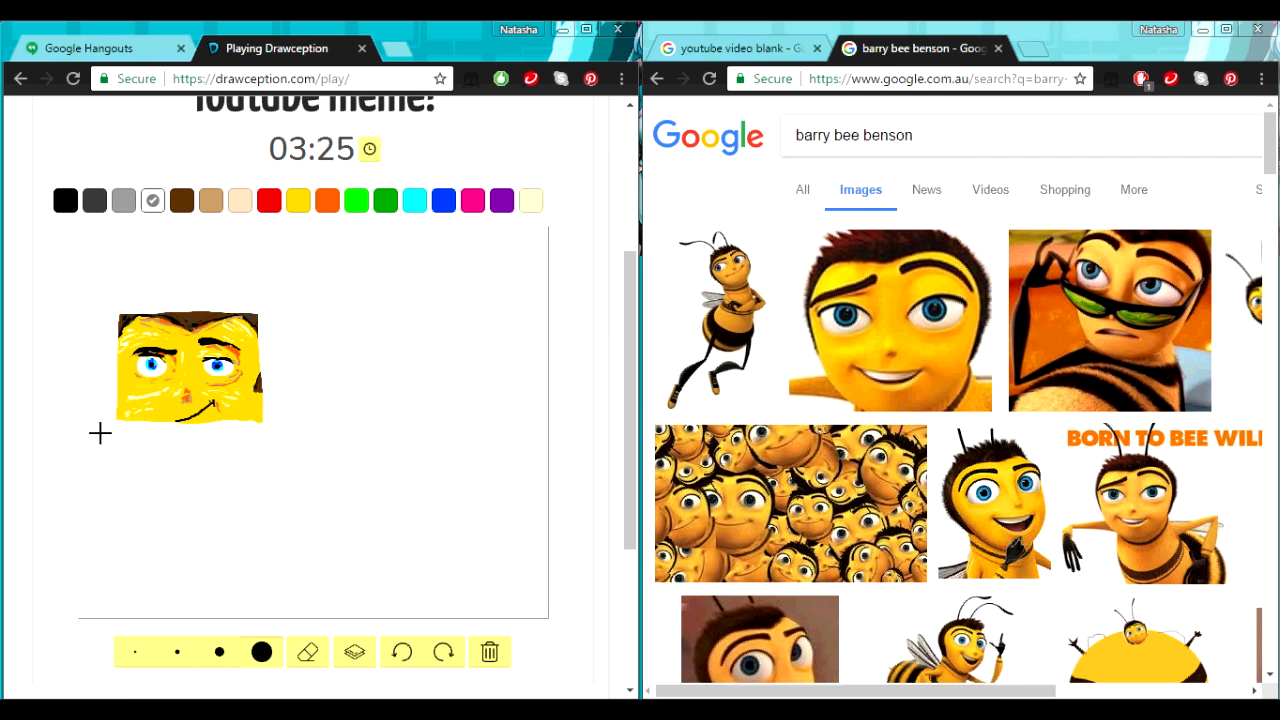 Natasha
Google Hangouts
Playing Drawception
Secure
https://drawception.com/play/
Youtube meme!
03:25
Natasha
youtube video blank - G
barry bee benson - Goog
Secure
https://www.google.com.au/search?q=barry-
1
Google
barry bee benson
All
Images
News
Videos
Shopping
More
S
BORN TO BEE WIL